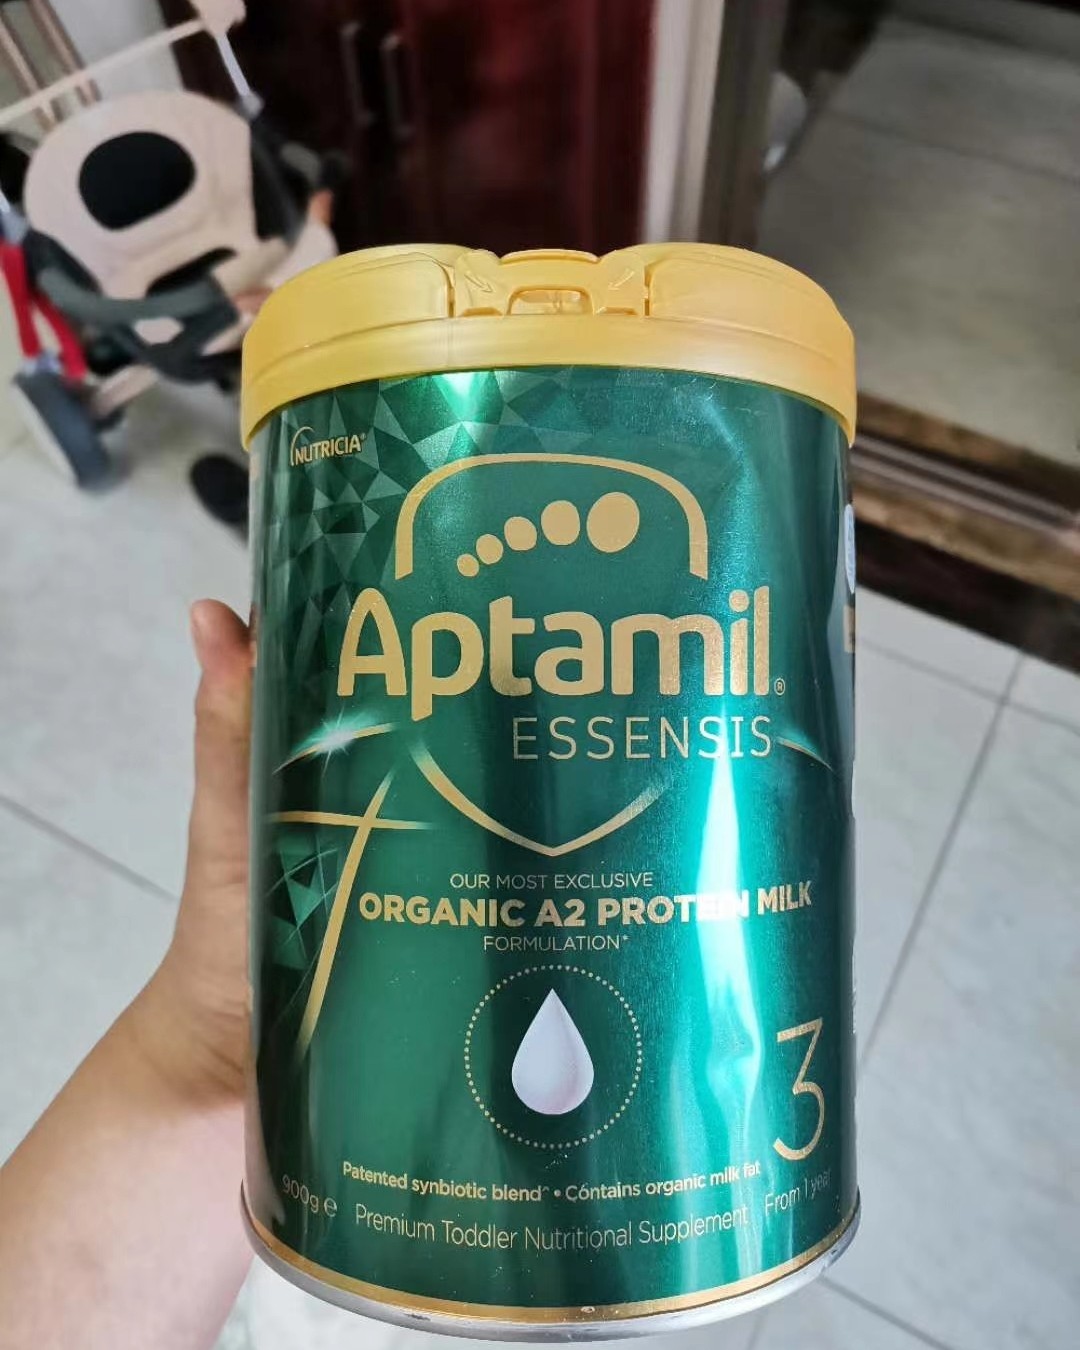 NUTRICIA®
Aptamil®
ESSENSIS
OUR MOST EXCLUSIVE
ORGANIC A2 PROTEIN MILK
FORMULATION*
3
Patented synbiotic blend^ • Contains organic milk fat
900g ℮ Premium Toddler Nutritional Supplement From 1 year